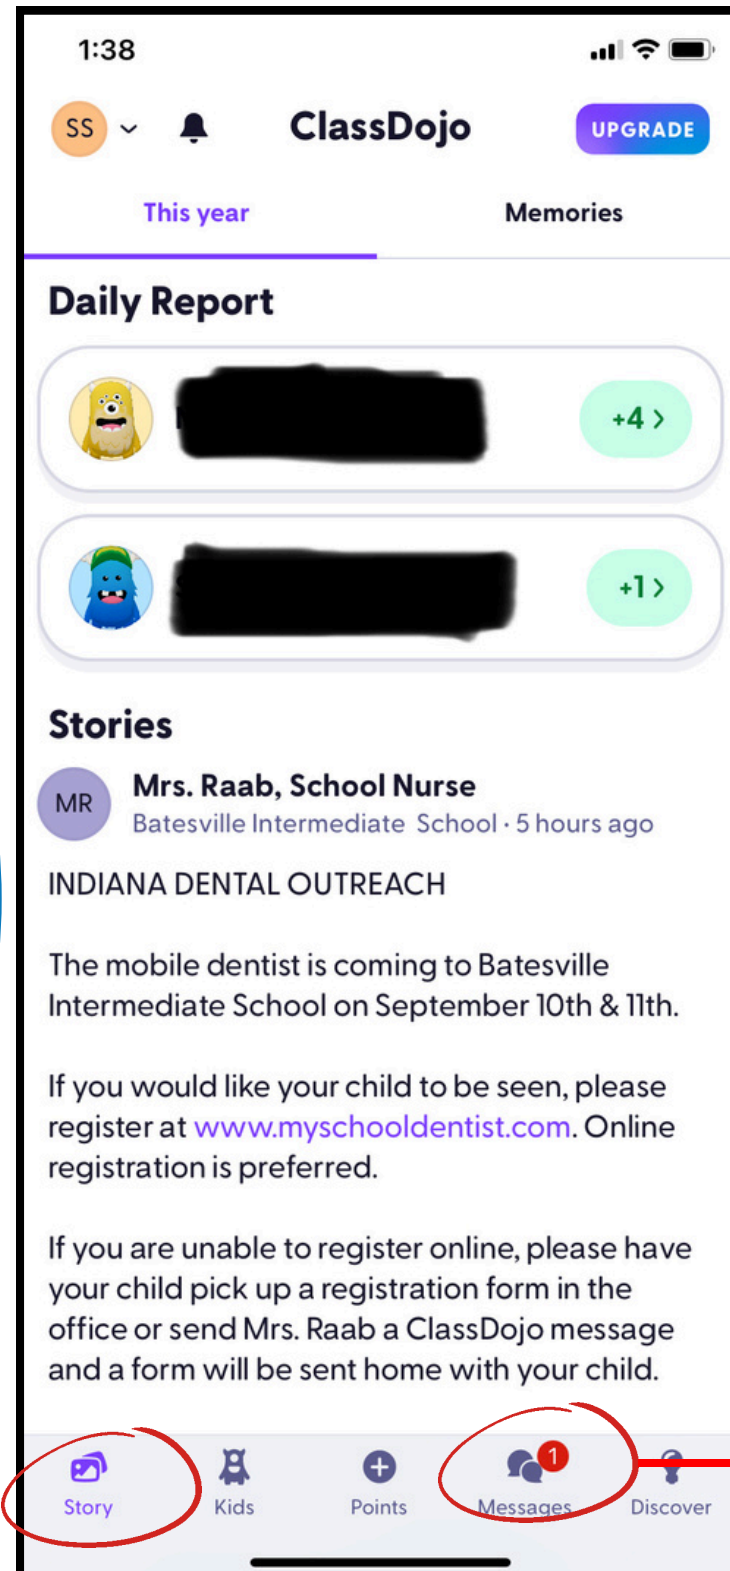 1:38
SS ClassDojo UPGRADE
This year Memories
Daily Report
+4 >
+1 >
Stories
MR Mrs. Raab, School Nurse
Batesville Intermediate School · 5 hours ago
INDIANA DENTAL OUTREACH
The mobile dentist is coming to Batesville
Intermediate School on September 10th & 11th.
If you would like your child to be seen, please
register at www.myschooldentist.com. Online
registration is preferred.
If you are unable to register online, please have
your child pick up a registration form in the
office or send Mrs. Raab a ClassDojo message
and a form will be sent home with your child.
1
Story Kids Points Messages Discover